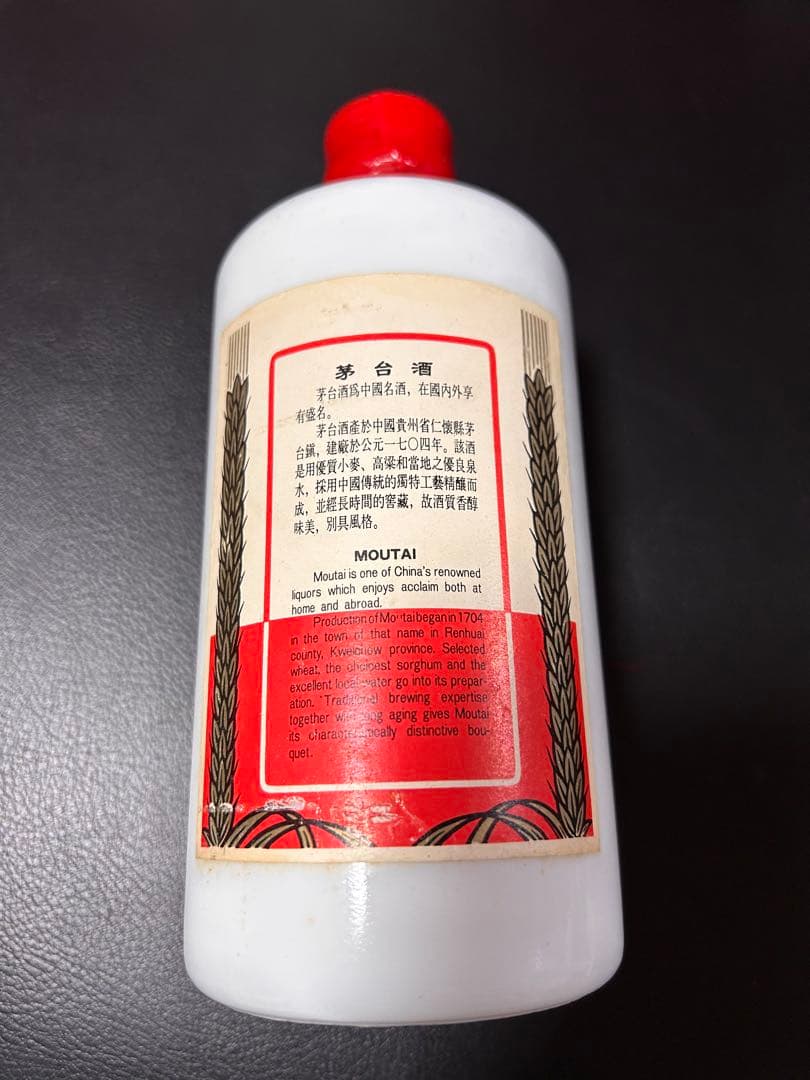 茅台酒
茅台酒爲中國名酒，在國內外享
有盛名。
茅台酒產於中國貴州省仁懷縣茅
台鎮，建廠於公元一七〇四年。該酒
是用優質小麥、高粱和當地之優良泉
水，採用中國傳統的獨特工藝精釀而
成，並經長時間的窖藏，故酒質香醇
味美，別具風格。
MOUTAI
Moutai is one of China's renowned
liquors which enjoys acclaim both at
home and abroad.
Production of Moutai began in 1704
in the town of that name in Renhuai
county, Kweichow province. Selected
wheat, the choicest sorghum and the
excellent local water go into its prepar-
ation. Traditional brewing expertise
together with long aging gives Moutai
its characteristically distinctive bou-
quet.